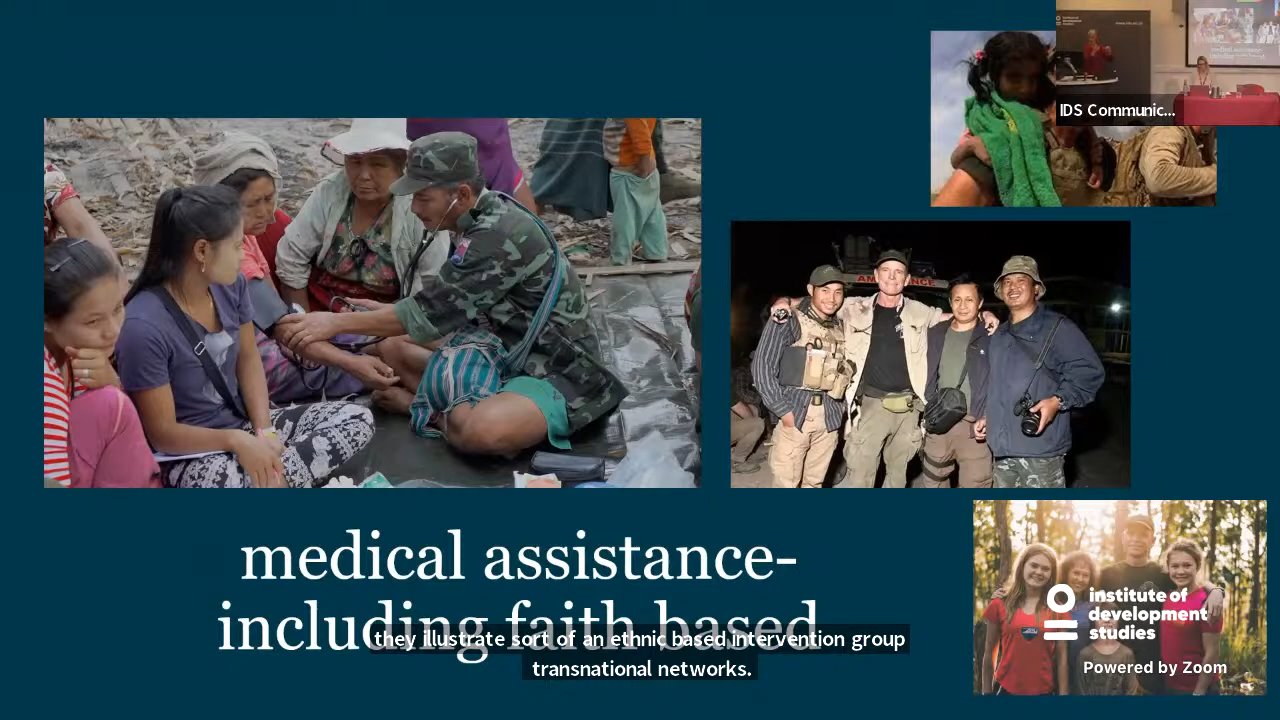 IDS Communic...
AMBULANCE
medical assistance-
including faith based
they illustrate sort of an ethnic based intervention group
transnational networks.
institute of
development
studies
Powered by Zoom